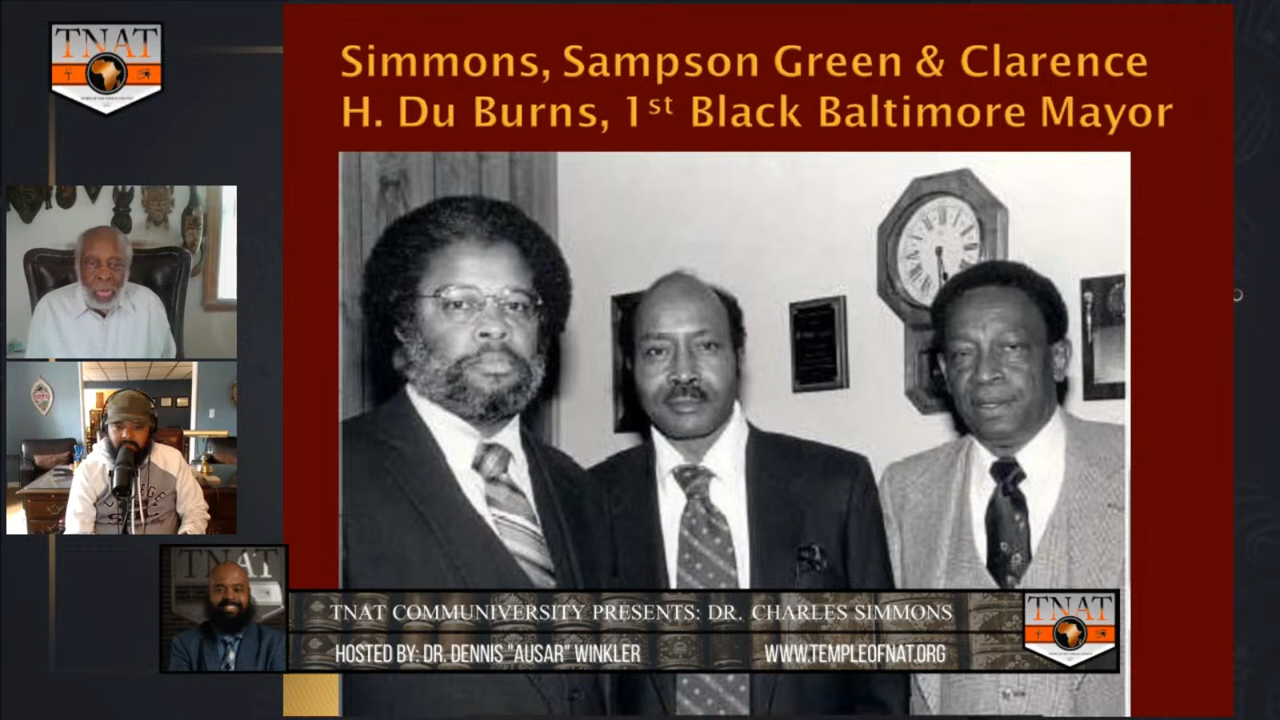 TNAT
Simmons, Sampson Green & Clarence
H. Du Burns, 1st Black Baltimore Mayor
TNAT
TNAT COMMUNIVERSITY PRESENTS: DR. CHARLES SIMMONS
HOSTED BY: DR. DENNIS "AUSAR" WINKLER
WWW.TEMPLEOFNAT.ORG
TNAT